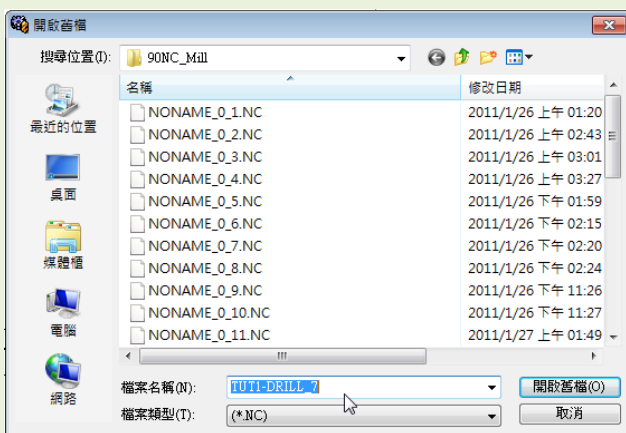 開啟舊檔
搜尋位置(I): 90NC_Mill
名稱 修改日期
NONAME_0_1.NC 2011/1/26 上午 01:20
NONAME_0_2.NC 2011/1/26 上午 02:43
NONAME_0_3.NC 2011/1/26 上午 03:01
NONAME_0_4.NC 2011/1/26 上午 03:27
NONAME_0_5.NC 2011/1/26 下午 01:59
NONAME_0_6.NC 2011/1/26 下午 02:15
NONAME_0_7.NC 2011/1/26 下午 02:20
NONAME_0_8.NC 2011/1/26 下午 02:24
NONAME_0_9.NC 2011/1/26 下午 11:26
NONAME_0_10.NC 2011/1/26 下午 11:27
NONAME_0_11.NC 2011/1/27 上午 01:49
最近的位置
桌面
媒體櫃
電腦
網路
檔案名稱(N): TUT1-DRILL_7 開啟舊檔(O)
檔案類型(T): (*.NC) 取消